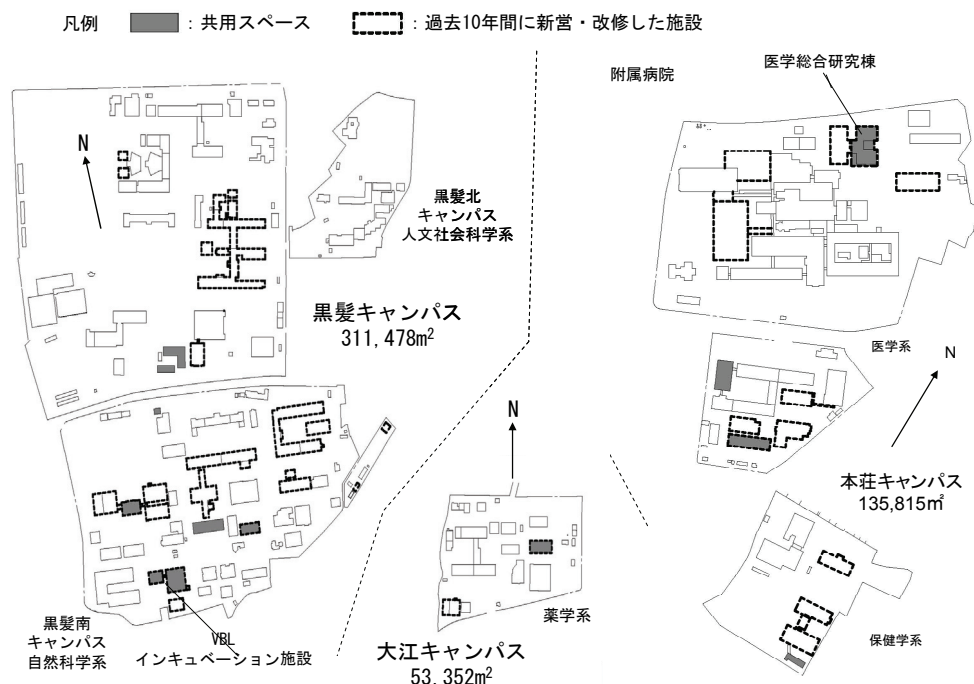 凡例　：共用スペース　：過去10年間に新営・改修した施設
附属病院
医学総合研究棟
N
黒髪北
キャンパス
人文社会科学系
黒髪キャンパス
311,478m²
医学系
N
本荘キャンパス
135,815㎡
N
黒髪南
キャンパス
自然科学系
VBL
インキュベーション施設
薬学系
大江キャンパス
53,352m²
保健学系